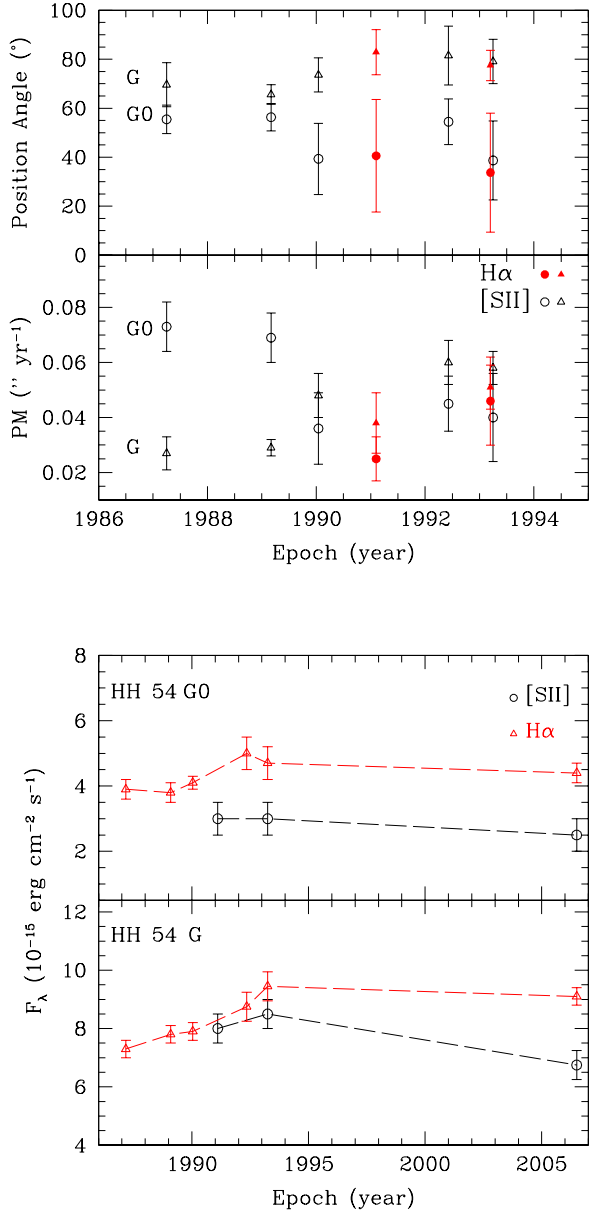 100
80
60
40
20
0
Position Angle (°)
G
G0
Hα
[SII]
0.08
0.06
0.04
0.02
PM (″ yr⁻¹)
G0
G
1986 1988 1990 1992 1994
Epoch (year)
8
6
4
2
HH 54 G0
[SII]
Hα
F_λ (10⁻¹⁵ erg cm⁻² s⁻¹)
12
10
8
6
4
HH 54 G
1990 1995 2000 2005
Epoch (year)